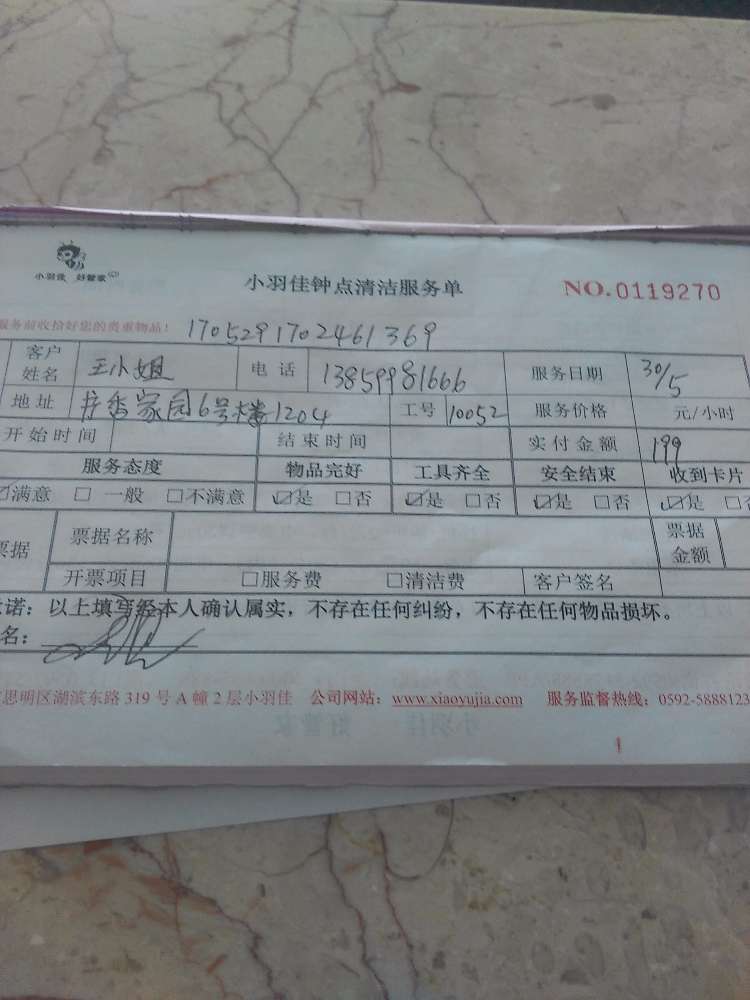 小羽佳 好管家
小羽佳钟点清洁服务单 NO.0119270
服务前收拾好您的贵重物品! 1705291702461369
客户姓名 王小姐 电话 13859981666 服务日期 30/5
地址 家园6号楼1204 工号 10052 服务价格 元/小时
开始时间 结束时间 实付金额 199
服务态度 物品完好 工具齐全 安全结束 收到卡片
☑满意 □一般 □不满意 ☑是 □否 ☑是 □否 ☑是 □否 ☑是 □
票据 票据名称 票据金额
开票项目 □服务费 □清洁费 客户签名
诺:以上填写经本人确认属实,不存在任何纠纷,不存在任何物品损坏。
名:
思明区湖滨东路 319 号 A 幢 2 层小羽佳 公司网站:www.xiaoyujia.com 服务监督热线:0592-5888123